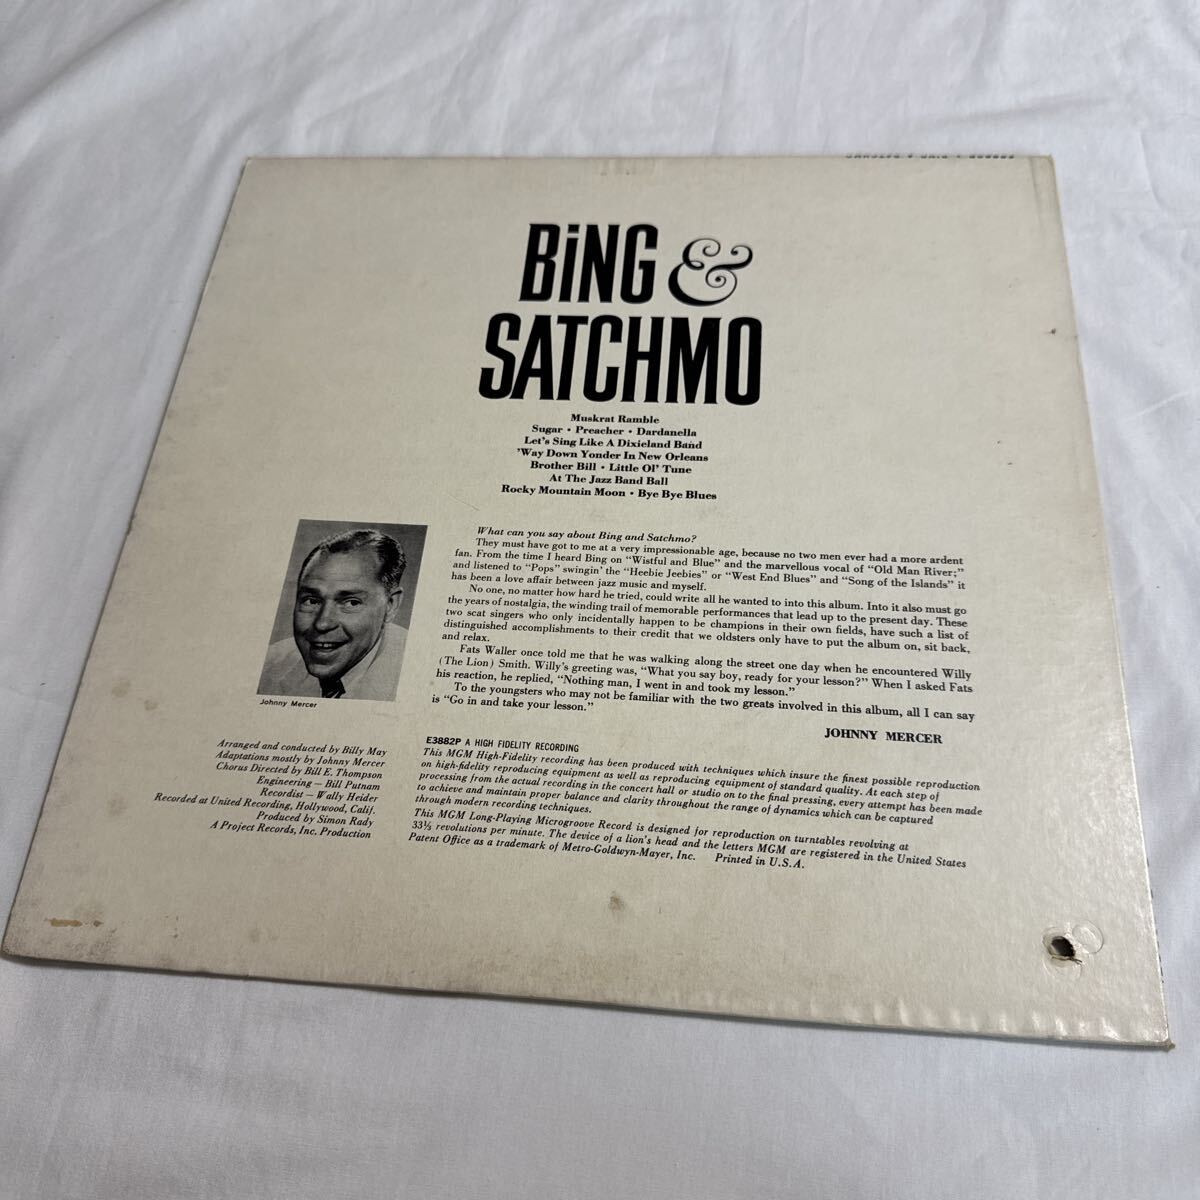 BiNG &
SATCHMO
Muskrat Ramble
Sugar • Preacher • Dardanella
Let's Sing Like A Dixieland Band
'Way Down Yonder In New Orleans
Brother Bill • Little Ol' Tune
At The Jazz Band Ball
Rocky Mountain Moon • Bye Bye Blues
What can you say about Bing and Satchmo?
They must have got to me at a very impressionable age, because no two men ever had a more ardent
fan. From the time I heard Bing on "Wistful and Blue" and the marvellous vocal of "Old Man River;"
and listened to "Pops" swingin' the "Heebie Jeebies" or "West End Blues" and "Song of the Islands" it
has been a love affair between jazz music and myself.
No one, no matter how hard he tried, could write all he wanted to into this album. Into it also must go
the years of nostalgia, the winding trail of memorable performances that lead up to the present day. These
two scat singers who only incidentally happen to be champions in their own fields, have such a list of
distinguished accomplishments to their credit that we oldsters only have to put the album on, sit back,
and relax.
Fats Waller once told me that he was walking along the street one day when he encountered Willy
(The Lion) Smith. Willy's greeting was, "What you say boy, ready for your lesson?" When I asked Fats
his reaction, he replied, "Nothing man, I went in and took my lesson."
To the youngsters who may not be familiar with the two greats involved in this album, all I can say
is "Go in and take your lesson."
JOHNNY MERCER
Johnny Mercer
Arranged and conducted by Billy May
Adaptations mostly by Johnny Mercer
Chorus Directed by Bill E. Thompson
Engineering – Bill Putnam
Recordist – Wally Heider
Recorded at United Recording, Hollywood, Calif.
Produced by Simon Rady
A Project Records, Inc. Production
E3882P A HIGH FIDELITY RECORDING
This MGM High-Fidelity recording has been produced with techniques which insure the finest possible reproduction
on high-fidelity reproducing equipment as well as reproducing equipment of standard quality. At each step of
processing from the actual recording in the concert hall or studio on to the final pressing, every attempt has been made
to achieve and maintain proper balance and clarity throughout the range of dynamics which can be captured
through modern recording techniques.
This MGM Long-Playing Microgroove Record is designed for reproduction on turntables revolving at
33⅓ revolutions per minute. The device of a lion's head and the letters MGM are registered in the United States
Patent Office as a trademark of Metro-Goldwyn-Mayer, Inc. Printed in U.S.A.